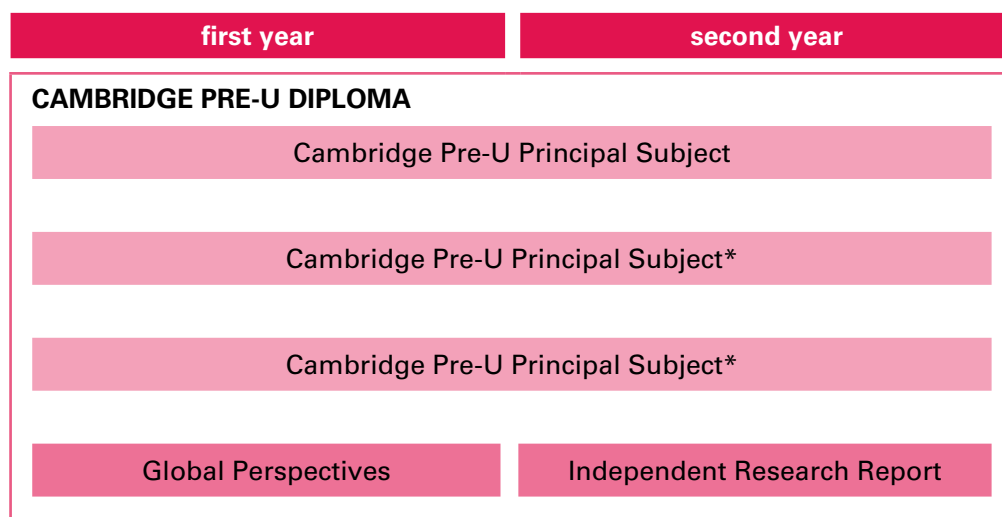 first year second year
CAMBRIDGE PRE-U DIPLOMA
Cambridge Pre-U Principal Subject
Cambridge Pre-U Principal Subject*
Cambridge Pre-U Principal Subject*
Global Perspectives Independent Research Report